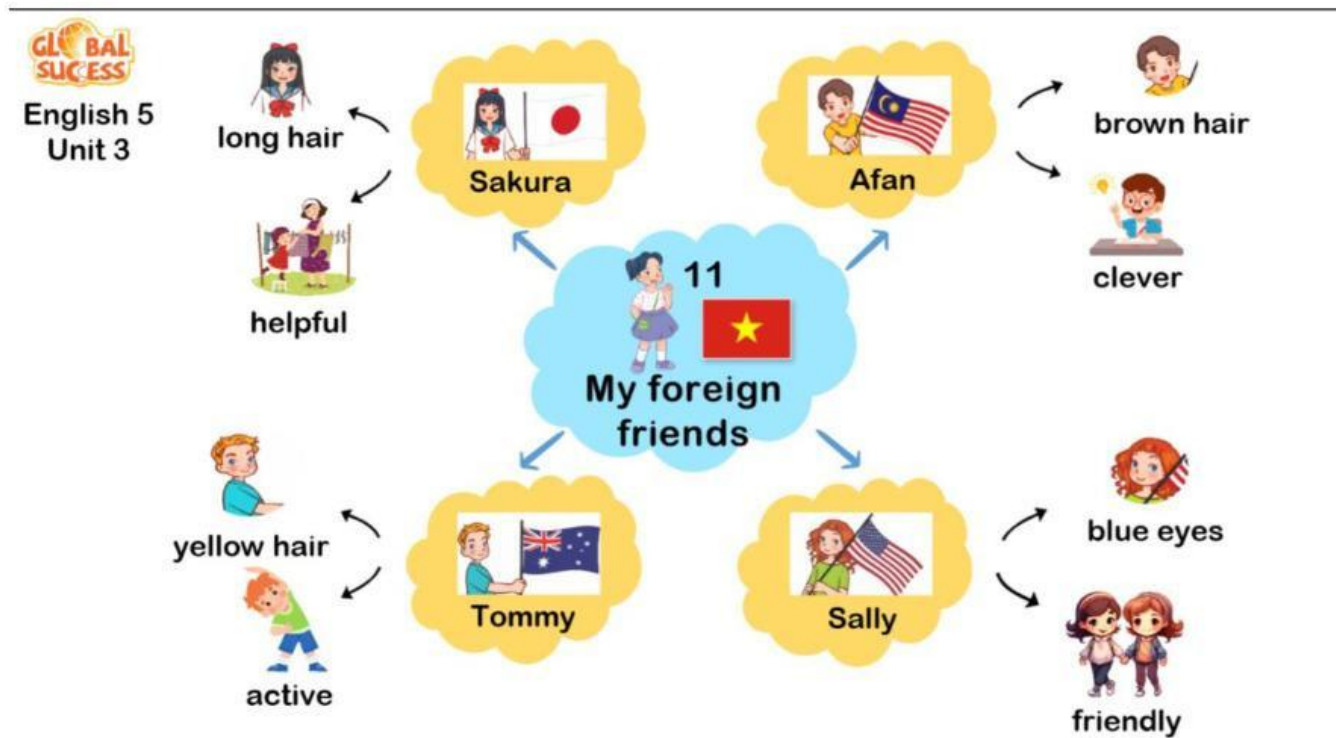 GLOBAL
SUCCESS
English 5
Unit 3
long hair
helpful
Sakura
Afan
brown hair
clever
11
My foreign
friends
yellow hair
active
Tommy
Sally
blue eyes
friendly